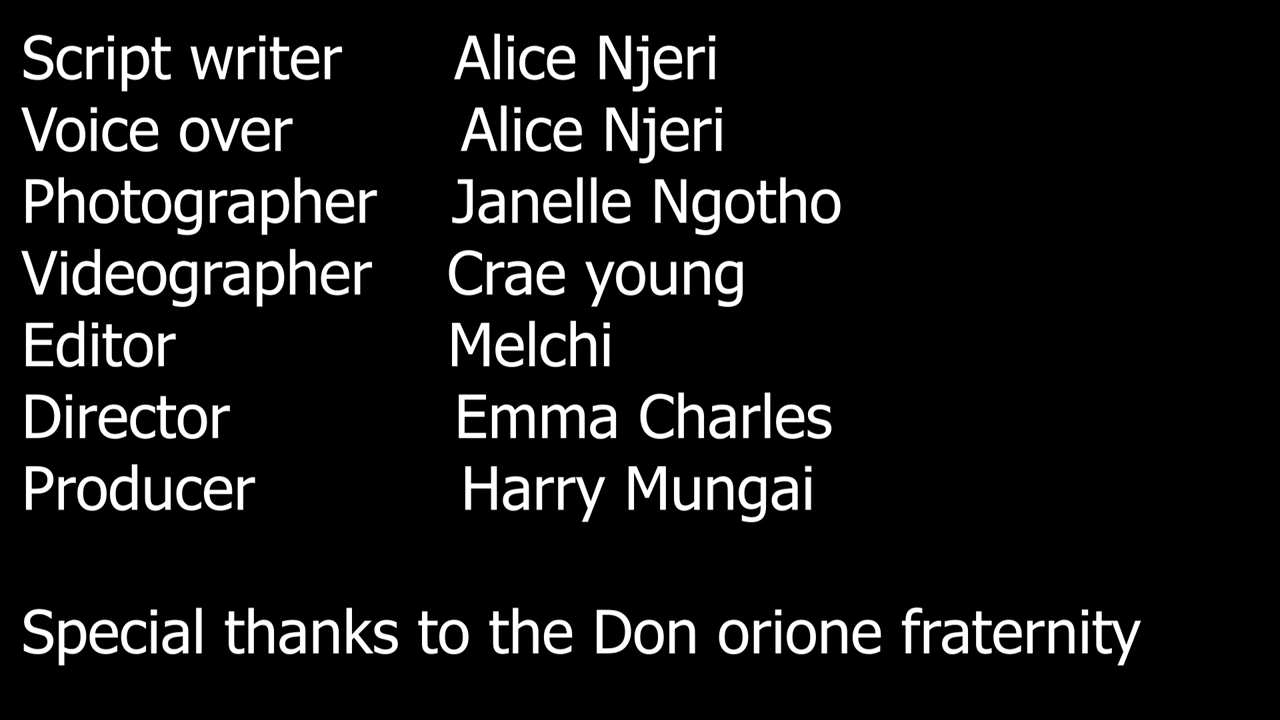 Script writer Alice Njeri
Voice over Alice Njeri
Photographer Janelle Ngotho
Videographer Crae young
Editor Melchi
Director Emma Charles
Producer Harry Mungai
Special thanks to the Don orione fraternity